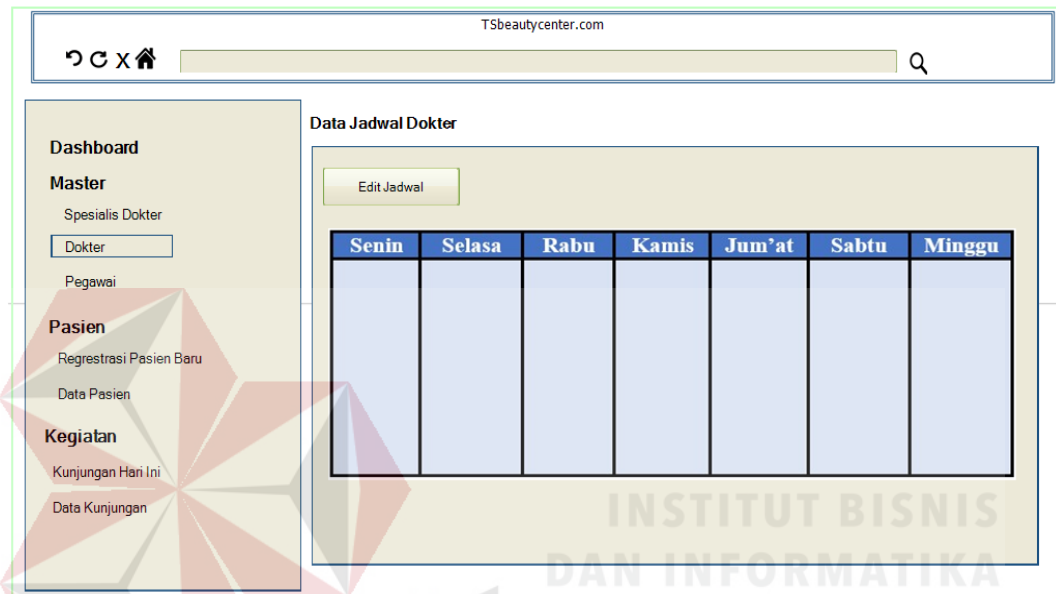 TSbeautycenter.com
X
Data Jadwal Dokter
Dashboard
Master
Spesialis Dokter
Dokter
Pegawai
Pasien
Regrestrasi Pasien Baru
Data Pasien
Kegiatan
Kunjungan Hari Ini
Data Kunjungan
Edit Jadwal
Senin Selasa Rabu Kamis Jum'at Sabtu Minggu
INSTITUT BISNIS
DAN INFORMATIKA